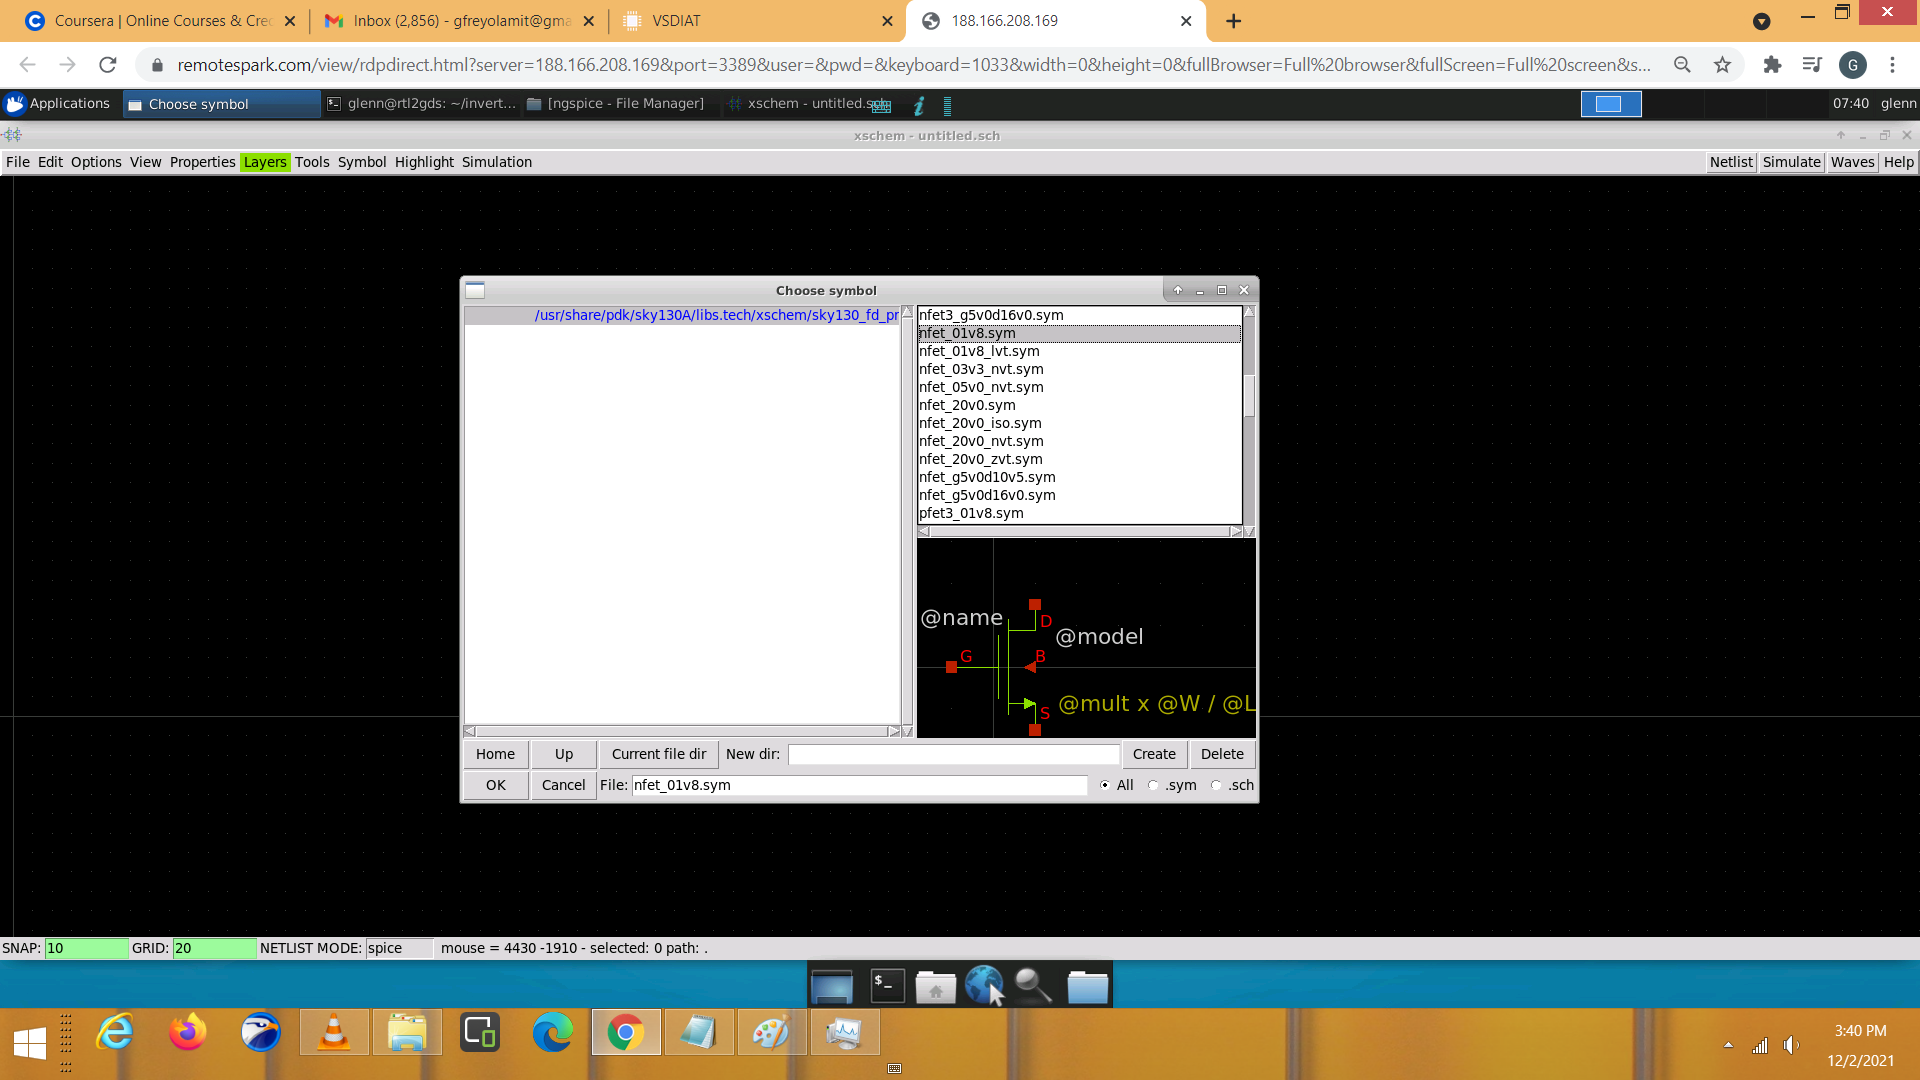 Coursera | Online Courses & Cre
Inbox (2,856) - gfreyolamit@gma
VSDIAT
188.166.208.169
remotespark.com/view/rdpdirect.html?server=188.166.208.169&port=3389&user=&pwd=&keyboard=1033&width=0&height=0&fullBrowser=Full%20browser&fullScreen=Full%20screen&s...
G
Applications
Choose symbol
glenn@rtl2gds: ~/invert...
[ngspice - File Manager]
xschem - untitled.sch
07:40
glenn
xschem - untitled.sch
File Edit Options View Properties Layers Tools Symbol Highlight Simulation
Netlist Simulate Waves Help
Choose symbol
/usr/share/pdk/sky130A/libs.tech/xschem/sky130_fd_pr
nfet3_g5v0d16v0.sym
nfet_01v8.sym
nfet_01v8_lvt.sym
nfet_03v3_nvt.sym
nfet_05v0_nvt.sym
nfet_20v0.sym
nfet_20v0_iso.sym
nfet_20v0_nvt.sym
nfet_20v0_zvt.sym
nfet_g5v0d10v5.sym
nfet_g5v0d16v0.sym
pfet3_01v8.sym
@name
D
@model
G
B
@mult x @W / @L
S
Home Up Current file dir New dir: Create Delete
OK Cancel File: nfet_01v8.sym All .sym .sch
SNAP: 10 GRID: 20 NETLIST MODE: spice mouse = 4430 -1910 - selected: 0 path: .
$_
3:40 PM
12/2/2021